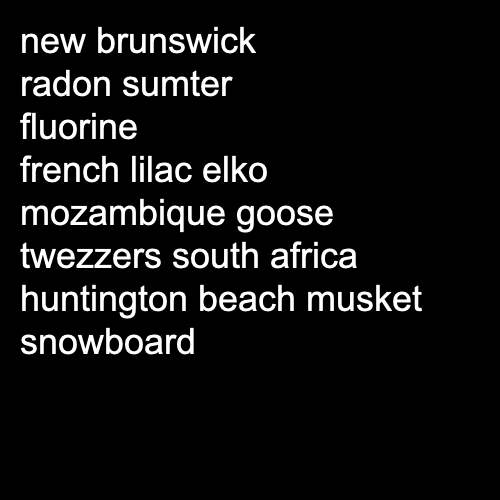 new brunswick
radon sumter
fluorine
french lilac elko
mozambique goose
twezzers south africa
huntington beach musket
snowboard